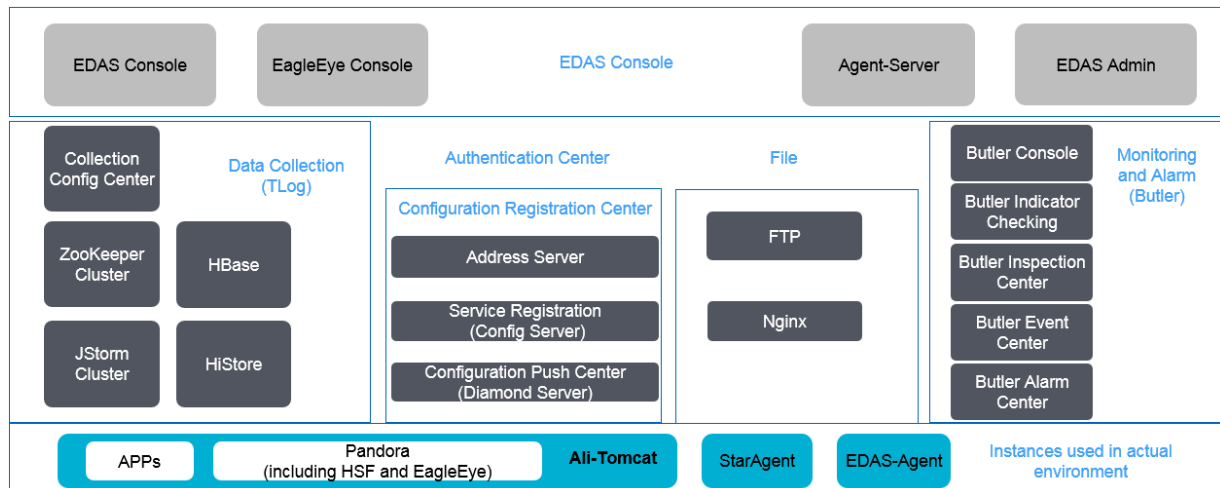 EDAS Console
EagleEye Console
EDAS Console
Agent-Server
EDAS Admin
Collection
Config Center
Data Collection
(TLog)
ZooKeeper
Cluster
HBase
JStorm
Cluster
HiStore
Authentication Center
Configuration Registration Center
Address Server
Service Registration
(Config Server)
Configuration Push Center
(Diamond Server)
File
FTP
Nginx
Butler Console
Monitoring
and Alarm
(Butler)
Butler Indicator
Checking
Butler Inspection
Center
Butler Event
Center
Butler Alarm
Center
APPs
Pandora
(including HSF and EagleEye)
Ali-Tomcat
StarAgent
EDAS-Agent
Instances used in actual
environment